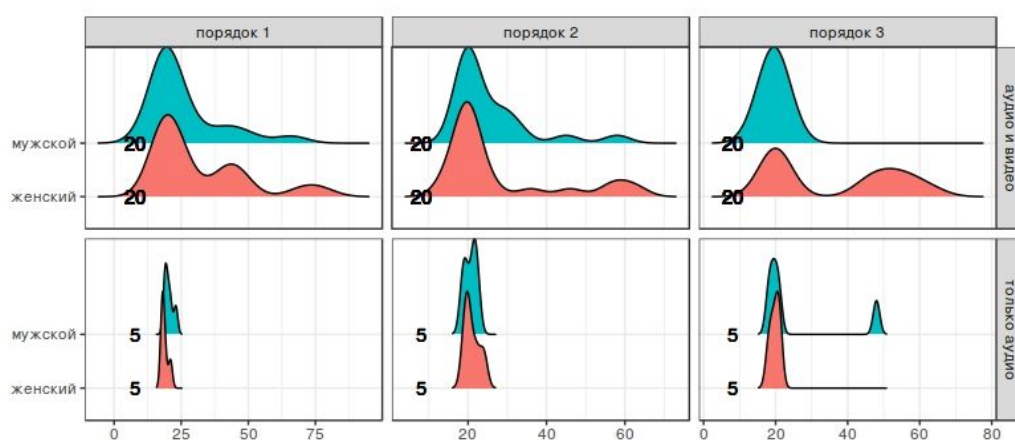 порядок 1
порядок 2
порядок 3
мужской
20
20
20
женский
20
20
20
аудио и видео
мужской
5
5
5
женский
5
5
5
только аудио
0 25 50 75
20 40 60
0 20 40 60 80